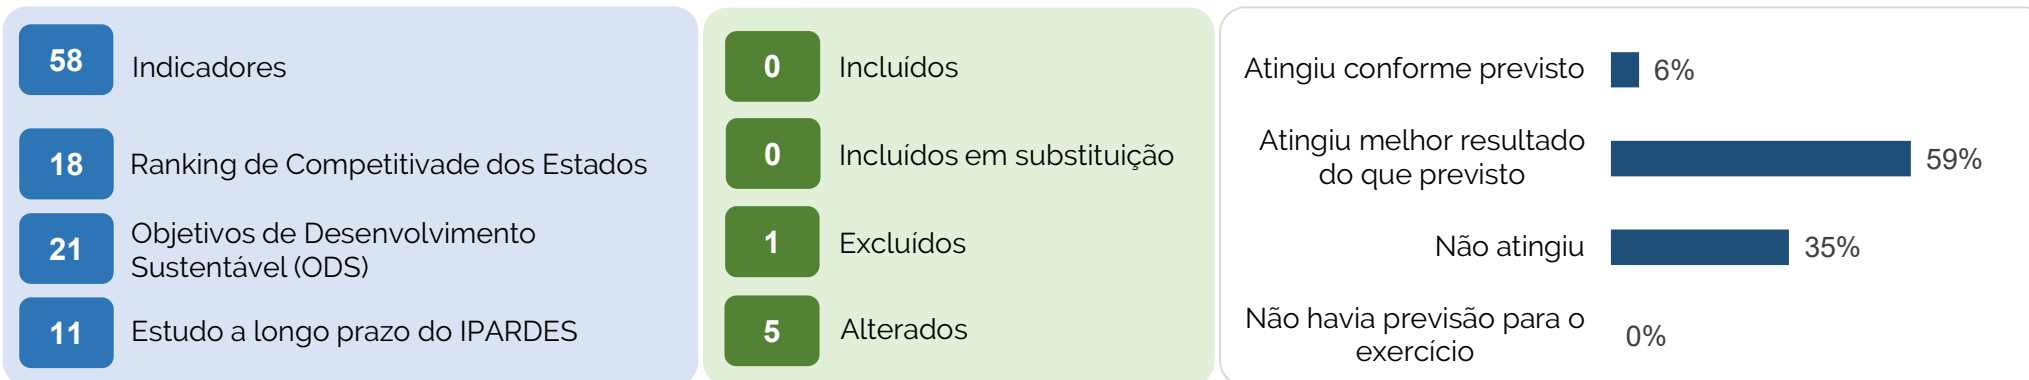 58 Indicadores
18 Ranking de Competitivade dos Estados
21 Objetivos de Desenvolvimento
Sustentável (ODS)
11 Estudo a longo prazo do IPARDES
0 Incluídos
0 Incluídos em substituição
1 Excluídos
5 Alterados
Atingiu conforme previsto 6%
Atingiu melhor resultado
do que previsto 59%
Não atingiu 35%
Não havia previsão para o
exercício 0%